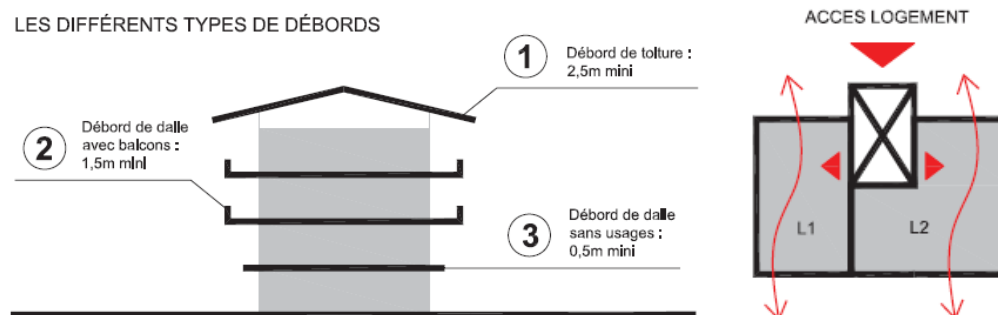 LES DIFFÉRENTS TYPES DE DÉBORDS
1
Débord de toiture :
2,5m mini
2
Débord de dalle
avec balcons :
1,5m mini
3
Débord de dalle
sans usages :
0,5m mini
ACCES LOGEMENT
L1
L2